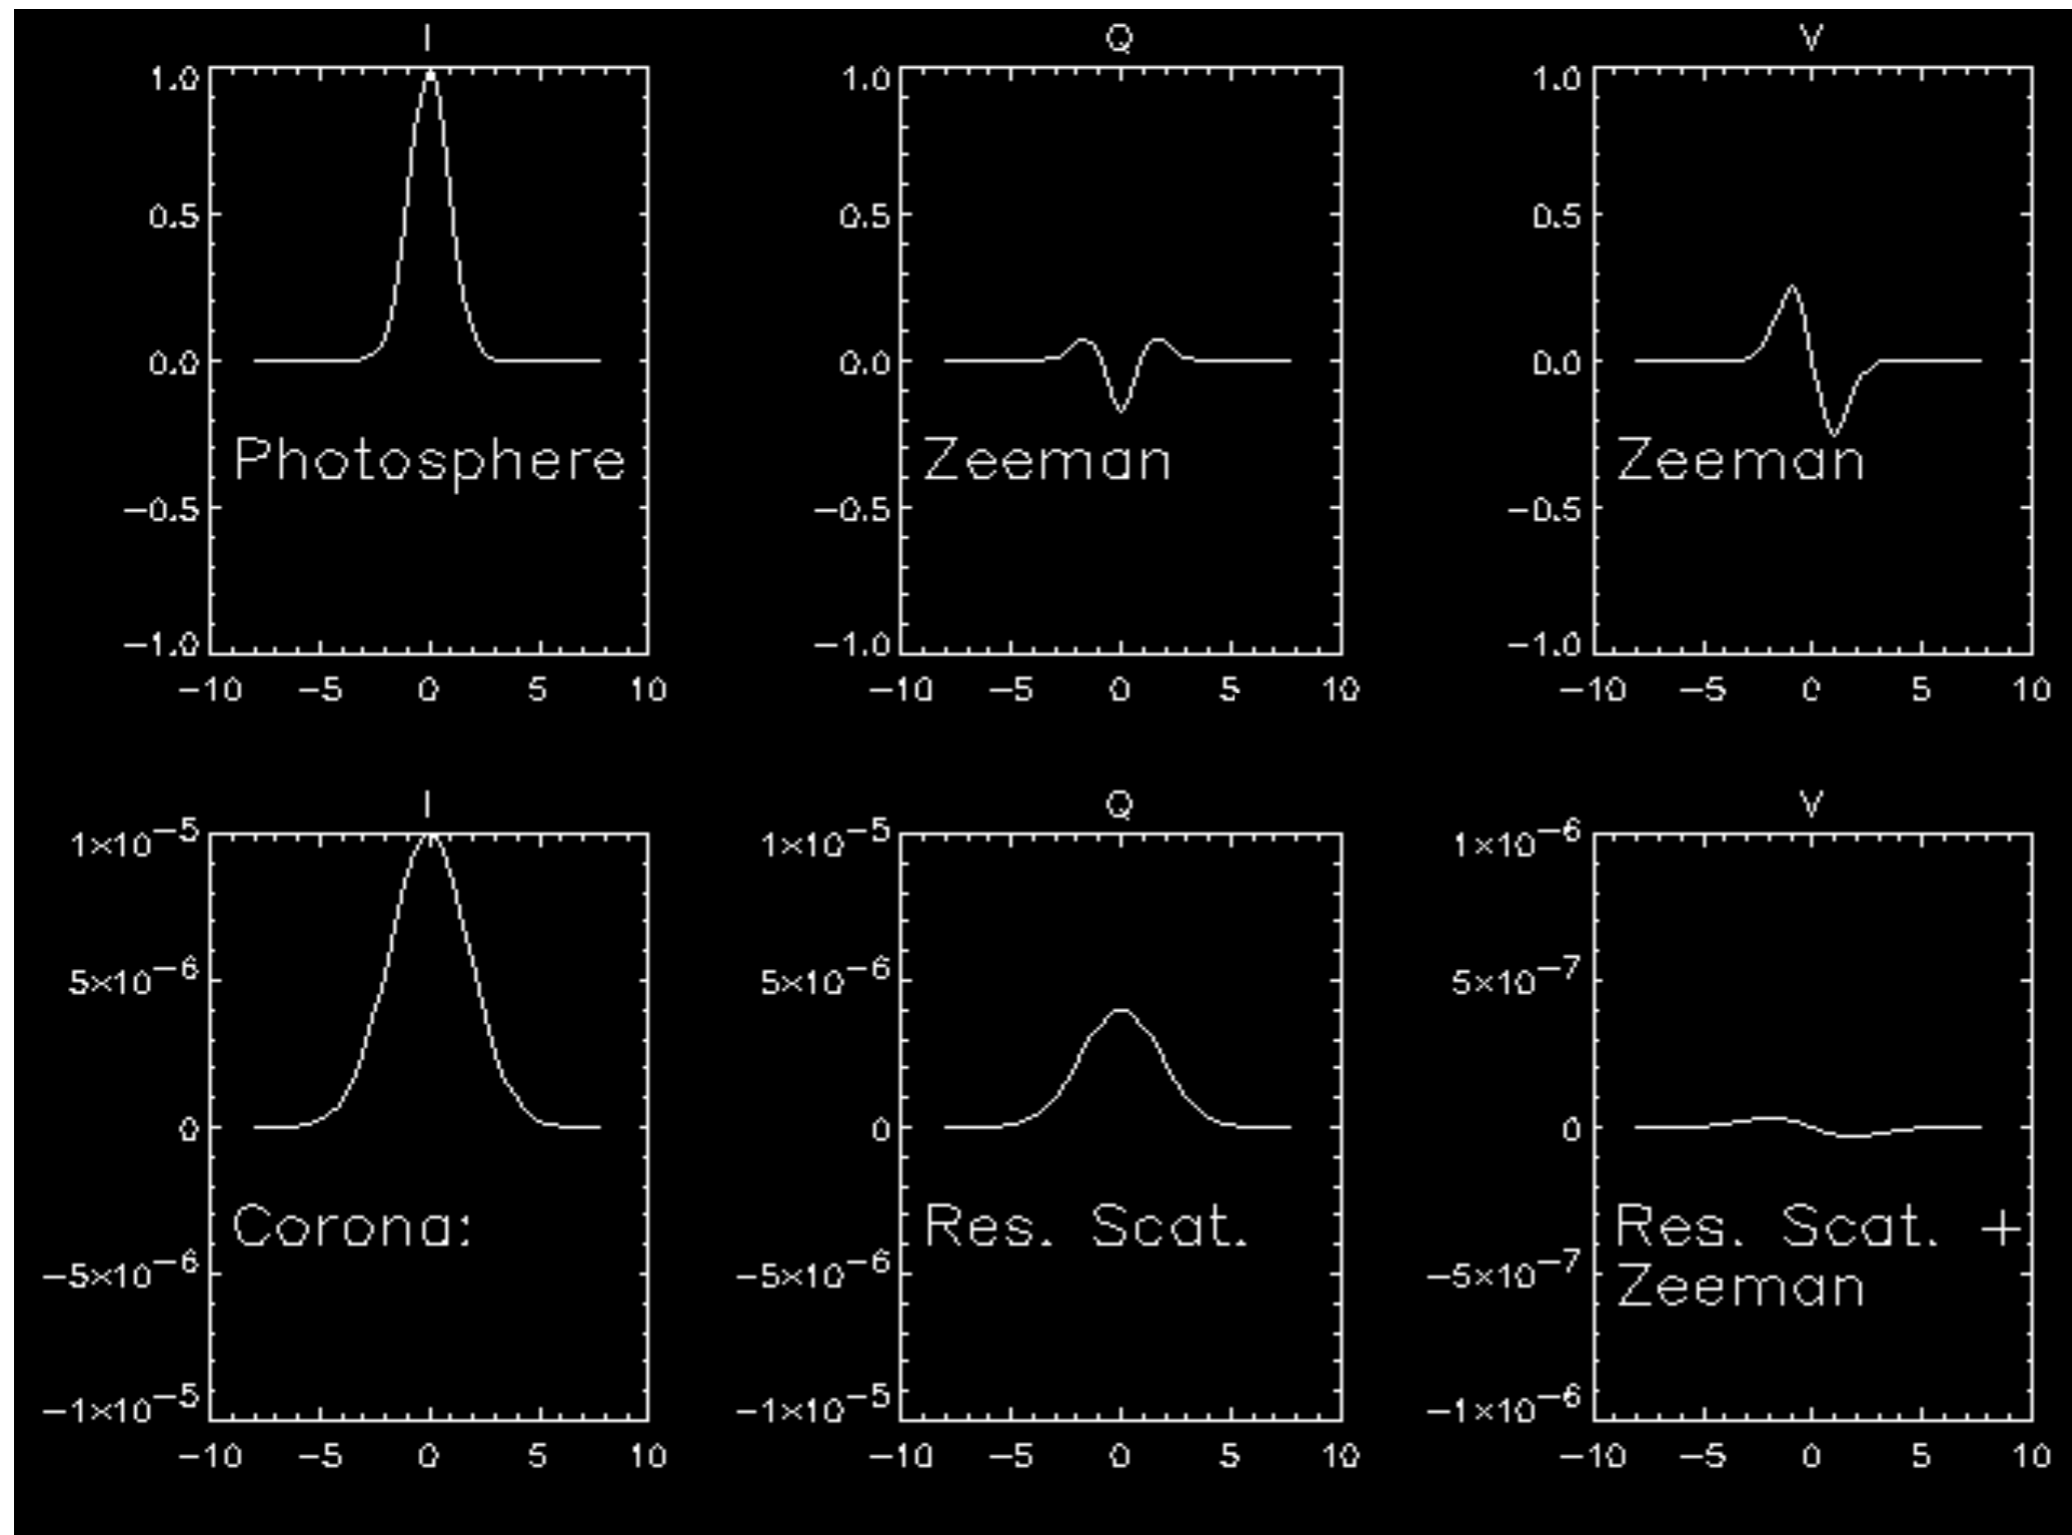 I
1.0
0.5
0.0
−0.5
−1.0
−10 −5 0 5 10
Photosphere
Q
1.0
0.5
0.0
−0.5
−1.0
−10 −5 0 5 10
Zeeman
V
1.0
0.5
0.0
−0.5
−1.0
−10 −5 0 5 10
Zeeman
I
1×10−5
5×10−6
0
−5×10−6
−1×10−5
−10 −5 0 5 10
Corona:
Q
1×10−5
5×10−6
0
−5×10−6
−1×10−5
−10 −5 0 5 10
Res. Scat.
V
1×10−6
5×10−7
0
−5×10−7
−1×10−6
−10 −5 0 5 10
Res. Scat. +
Zeeman